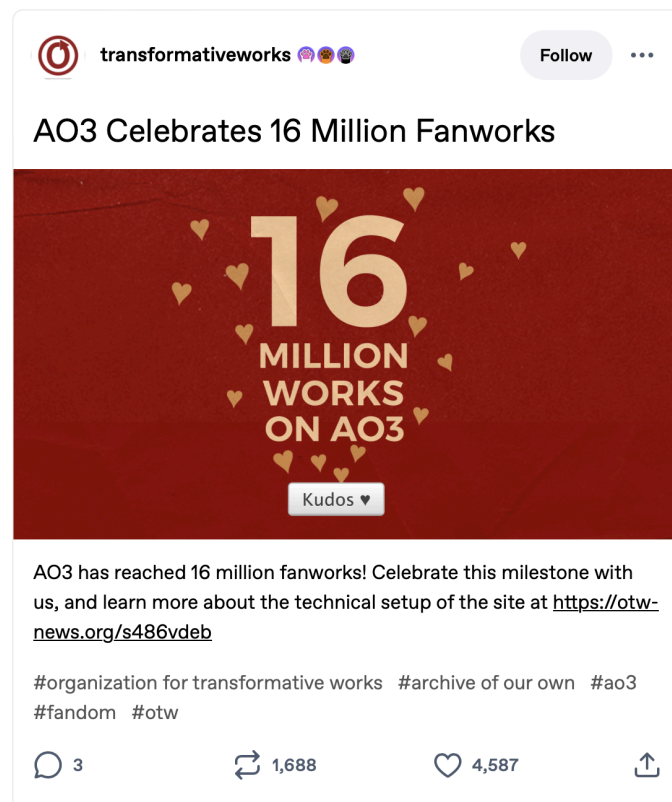 transformativeworks
Follow
AO3 Celebrates 16 Million Fanworks
16
MILLION
WORKS
ON AO3
Kudos ♥
AO3 has reached 16 million fanworks! Celebrate this milestone with
us, and learn more about the technical setup of the site at https://otw-
news.org/s486vdeb
#organization for transformative works #archive of our own #ao3
#fandom #otw
3 1,688 4,587